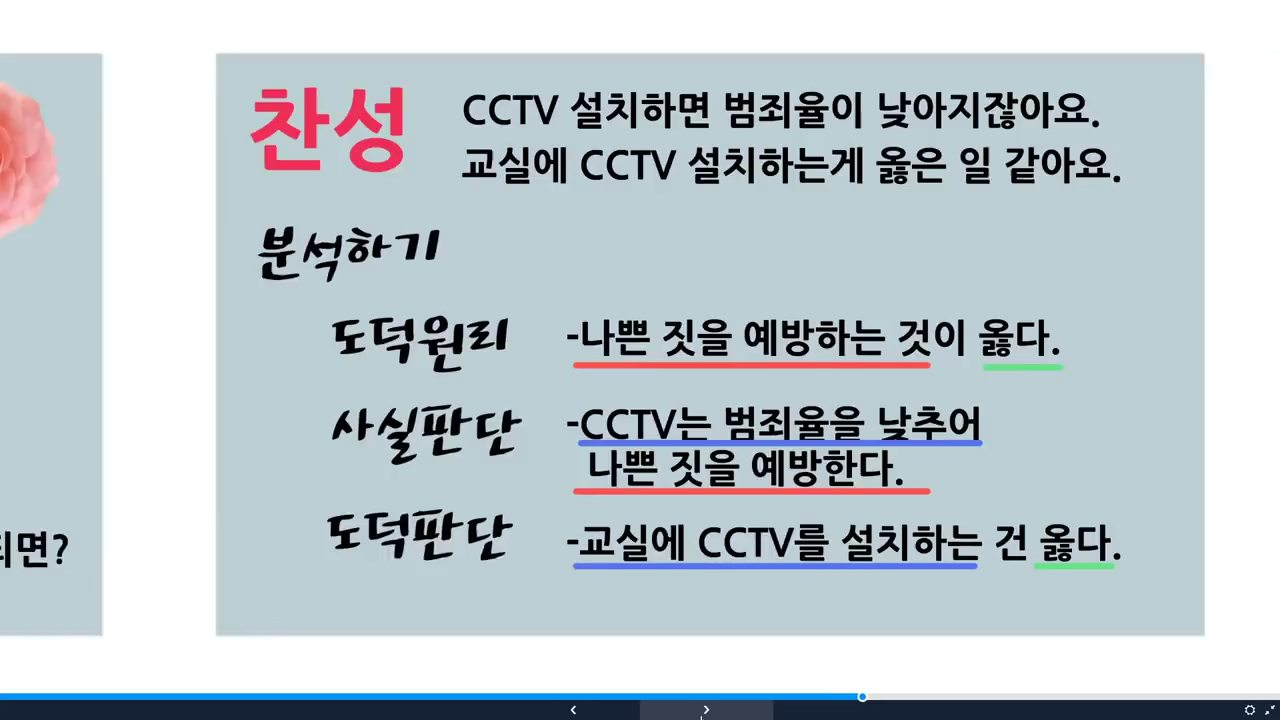 찬성
CCTV 설치하면 범죄율이 낮아지잖아요.
교실에 CCTV 설치하는게 옳은 일 같아요.
분석하기
도덕원리 -나쁜 짓을 예방하는 것이 옳다.
사실판단 -CCTV는 범죄율을 낮추어
나쁜 짓을 예방한다.
도덕판단 -교실에 CCTV를 설치하는 건 옳다.
되면?